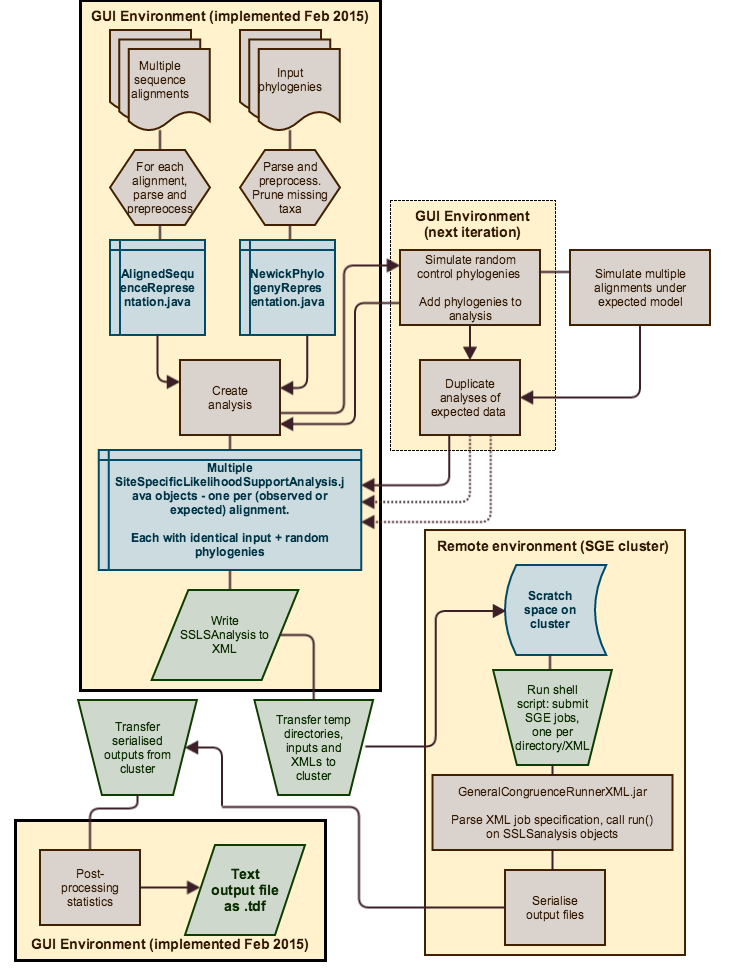 GUI Environment (implemented Feb 2015)
Multiple
sequence
alignments
Input
phylogenies
For each
alignment,
parse and
prepreocess
Parse and
preprocess.
Prune missing
taxa
AlignedSequ
enceReprese
ntation.java
NewickPhylo
genyRepres
entation.java
Create
analysis
Multiple
SiteSpecificLikelihoodSupportAnalysis.j
ava objects - one per (observed or
expected) alignment.
Each with identical input + random
phylogenies
Write
SSLSAnalysis to
XML
GUI Environment
(next iteration)
Simulate random
control phylogenies
Add phylogenies to
analysis
Simulate multiple
alignments under
expected model
Duplicate
analyses of
expected data
Remote environment (SGE cluster)
Scratch
space on
cluster
Run shell
script: submit
SGE jobs,
one per
directory/XML
GeneralCongruenceRunnerXML.jar
Parse XML job specification, call run()
on SSLSanalysis objects
Serialise
output files
Transfer
serialised
outputs from
cluster
Transfer temp
directories,
inputs and
XMLs to
cluster
Post-
processing
statistics
Text
output file
as .tdf
GUI Environment (implemented Feb 2015)